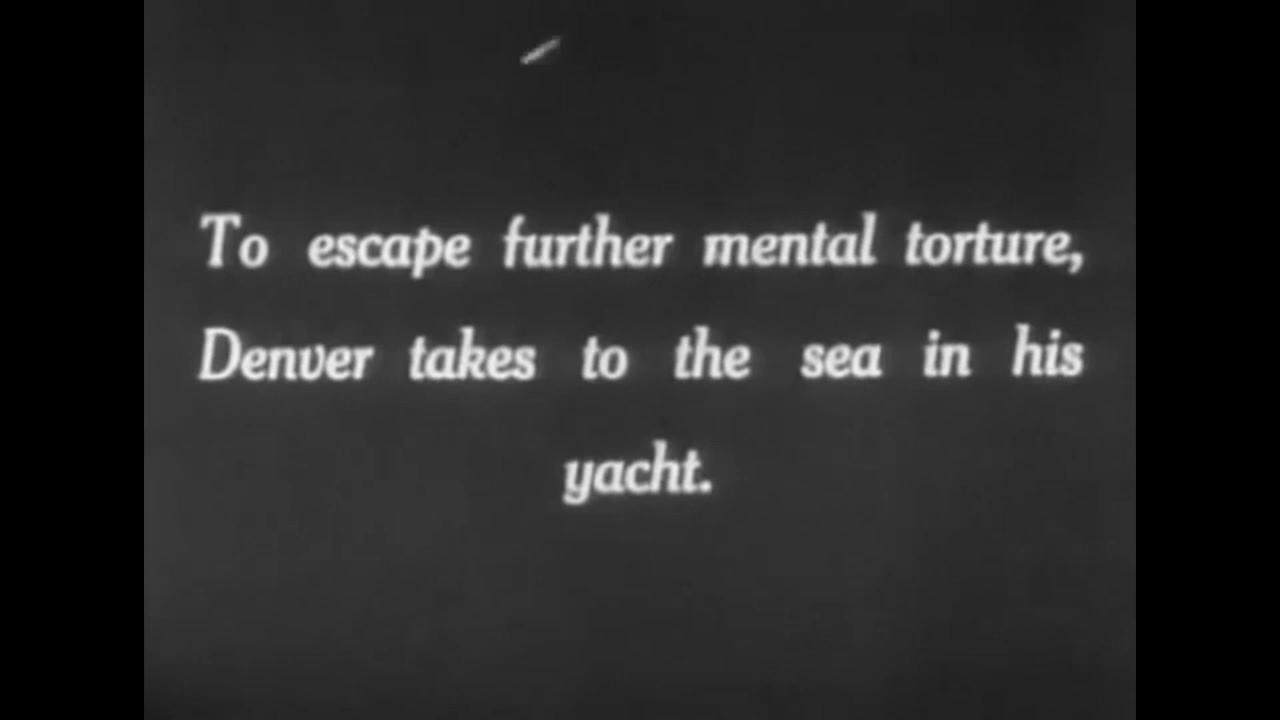 To escape further mental torture,
Denver takes to the sea in his
yacht.